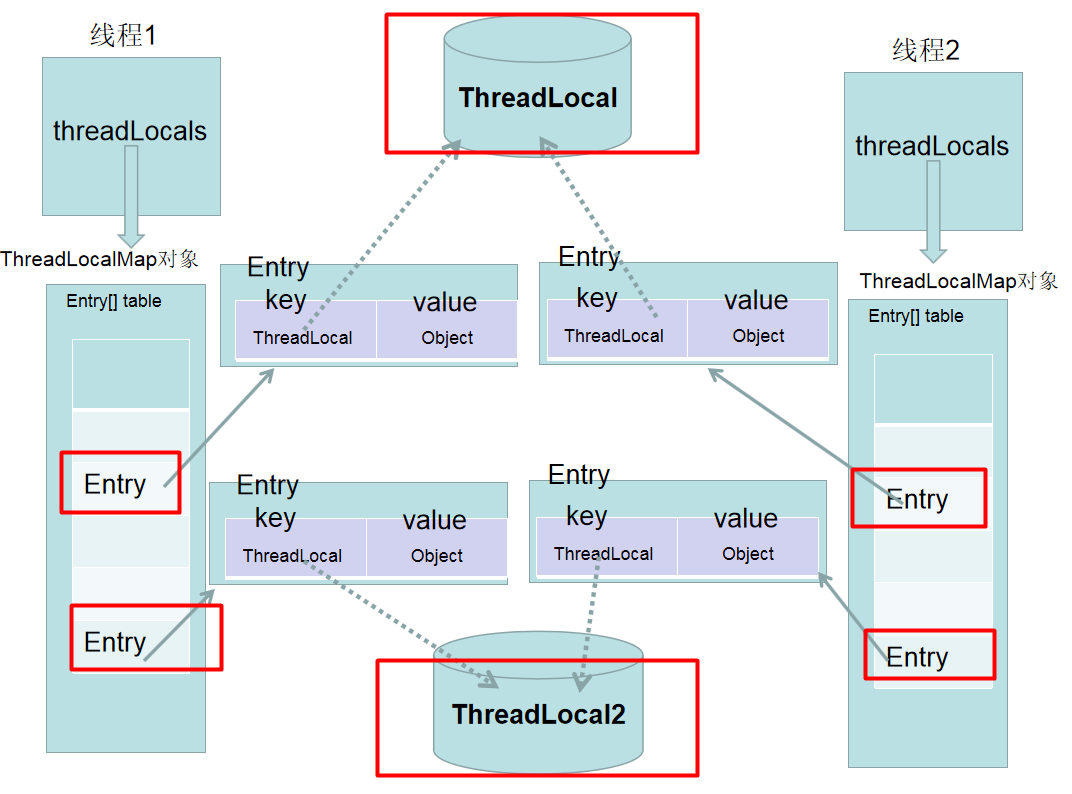 线程1
ThreadLocal
线程2
threadLocals
threadLocals
ThreadLocalMap对象
ThreadLocalMap对象
Entry[] table
Entry
key
value
ThreadLocal
Object
Entry
key
value
ThreadLocal
Object
Entry[] table
Entry
Entry
key
value
ThreadLocal
Object
Entry
key
value
ThreadLocal
Object
Entry
Entry
Entry
ThreadLocal2